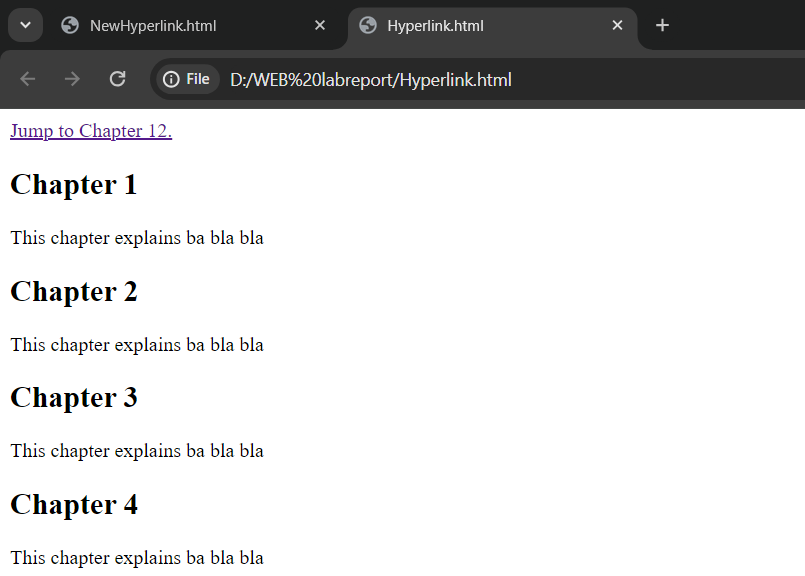 NewHyperlink.html
Hyperlink.html
File D:/WEB%20labreport/Hyperlink.html
Jump to Chapter 12.
Chapter 1
This chapter explains ba bla bla
Chapter 2
This chapter explains ba bla bla
Chapter 3
This chapter explains ba bla bla
Chapter 4
This chapter explains ba bla bla